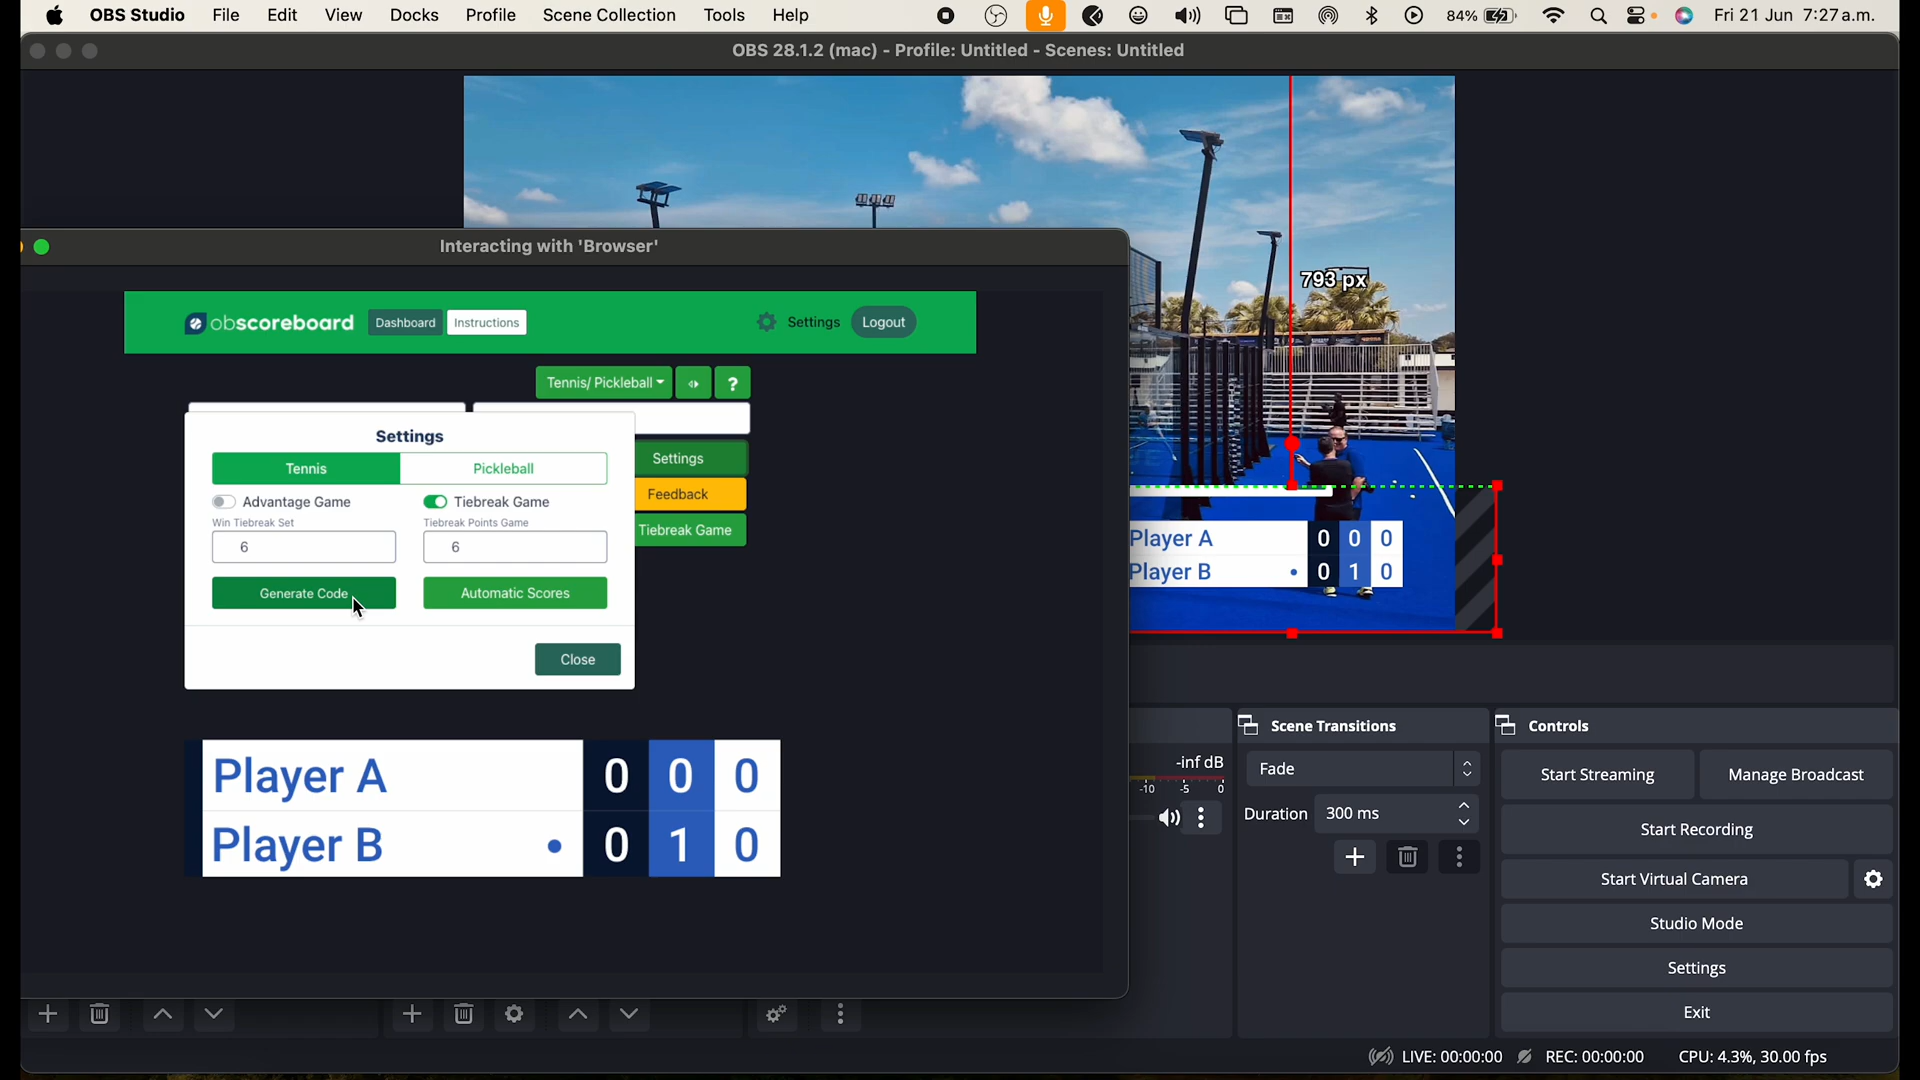 OBS Studio File Edit View Docks Profile Scene Collection Tools Help 84% Fri 21 Jun 7:27 a.m.
OBS 28.1.2 (mac) - Profile: Untitled - Scenes: Untitled
793 px
Interacting with 'Browser'
obscoreboard Dashboard Instructions Settings Logout
Tennis/ Pickleball ?
Settings
Tennis Pickleball
Advantage Game Tiebreak Game
Win Tiebreak Set Tiebreak Points Game
6 6
Generate Code Automatic Scores
Close
Settings
Feedback
Tiebreak Game
Player A 0 0 0
Player B • 0 1 0
Player A 0 0 0
Player B • 0 1 0
-inf dB
-10 -5 0
Scene Transitions
Fade
Duration 300 ms
Controls
Start Streaming Manage Broadcast
Start Recording
Start Virtual Camera
Studio Mode
Settings
Exit
LIVE: 00:00:00 REC: 00:00:00 CPU: 4.3%, 30.00 fps